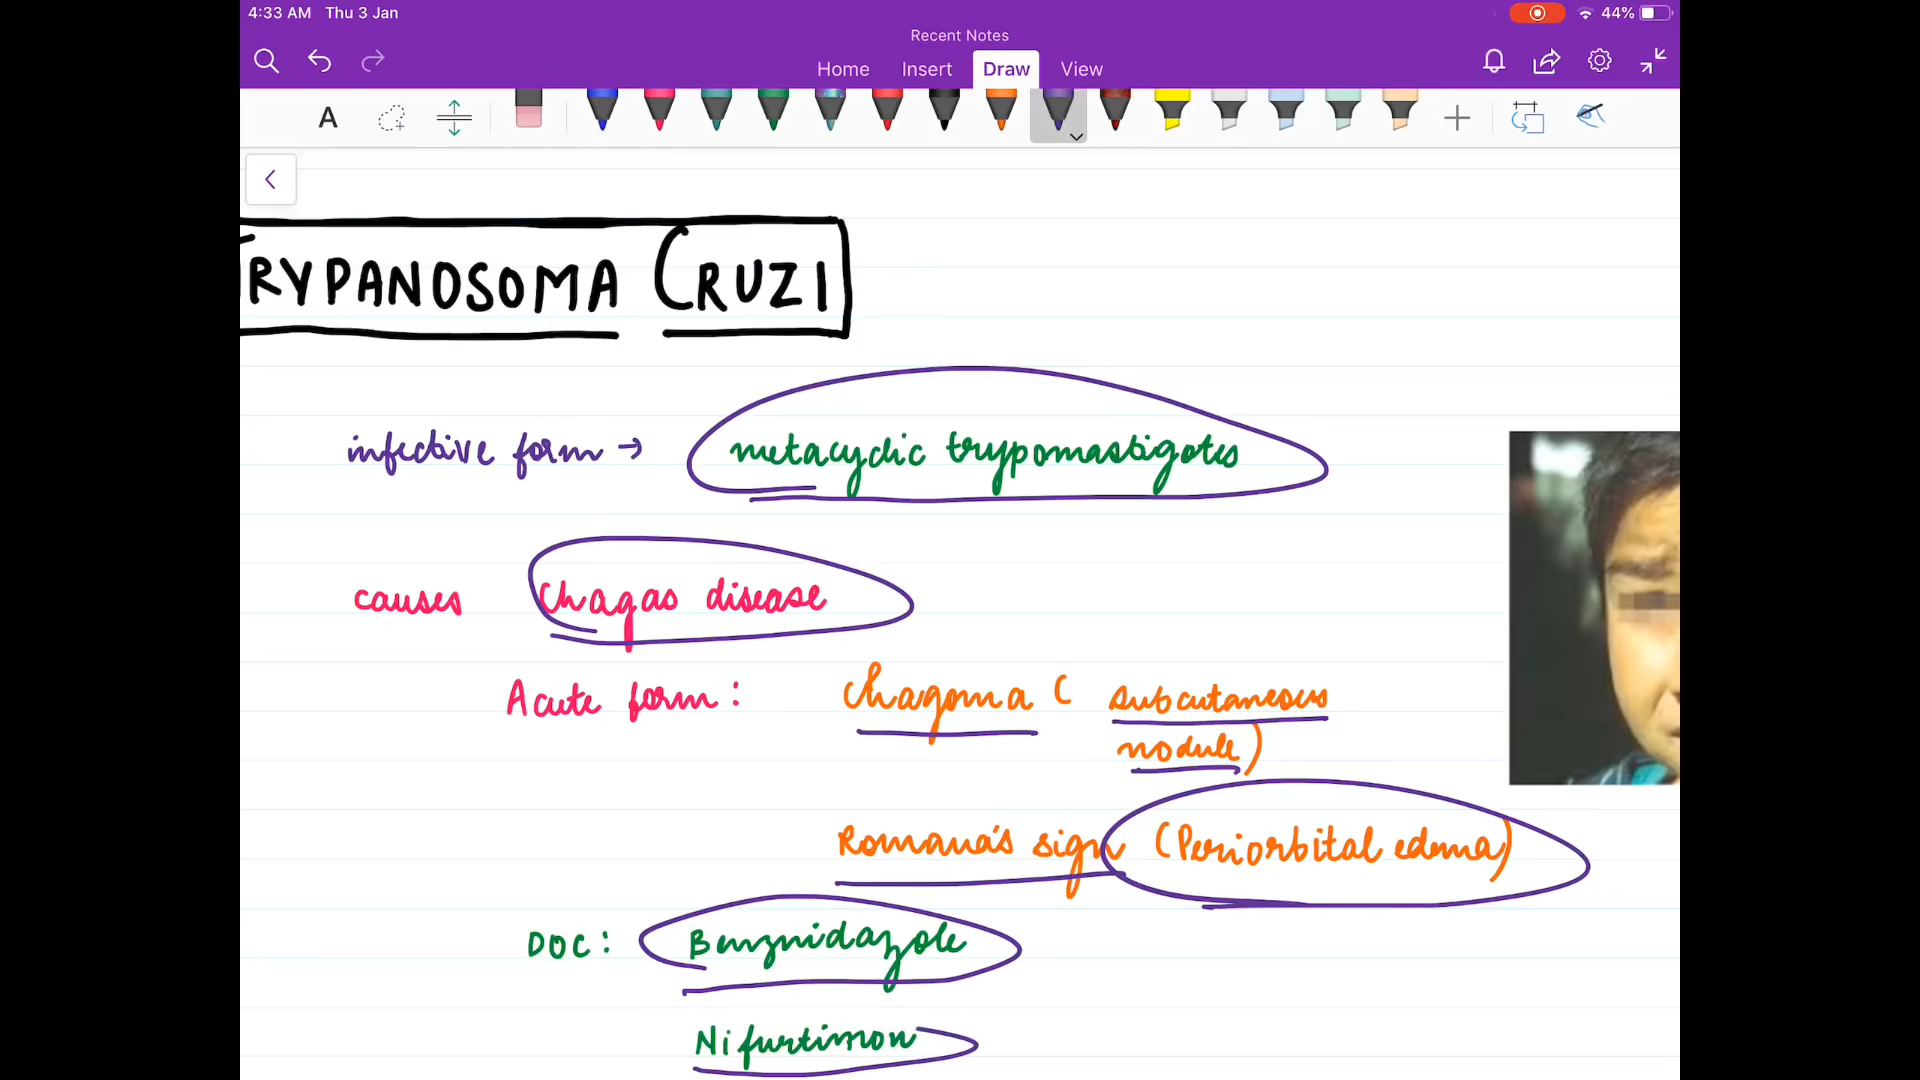 4:33 AM Thu 3 Jan 44%
Recent Notes
Home Insert Draw View
A
TRYPANOSOMA CRUZI
infective form → metacyclic trypomastigotes
causes Chagas disease
Acute form : Chagoma ( subcutaneous
nodule)
Romana's sign (Periorbital edema)
DOC : Benznidazole
Nifurtimox